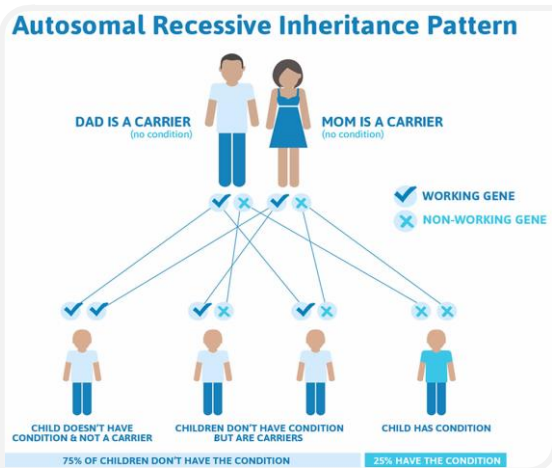 Autosomal Recessive Inheritance Pattern
DAD IS A CARRIER
(no condition)
MOM IS A CARRIER
(no condition)
WORKING GENE
NON-WORKING GENE
CHILD DOESN'T HAVE
CONDITION & NOT A CARRIER
CHILDREN DON'T HAVE CONDITION
BUT ARE CARRIERS
CHILD HAS CONDITION
75% OF CHILDREN DON'T HAVE THE CONDITION
25% HAVE THE CONDITION